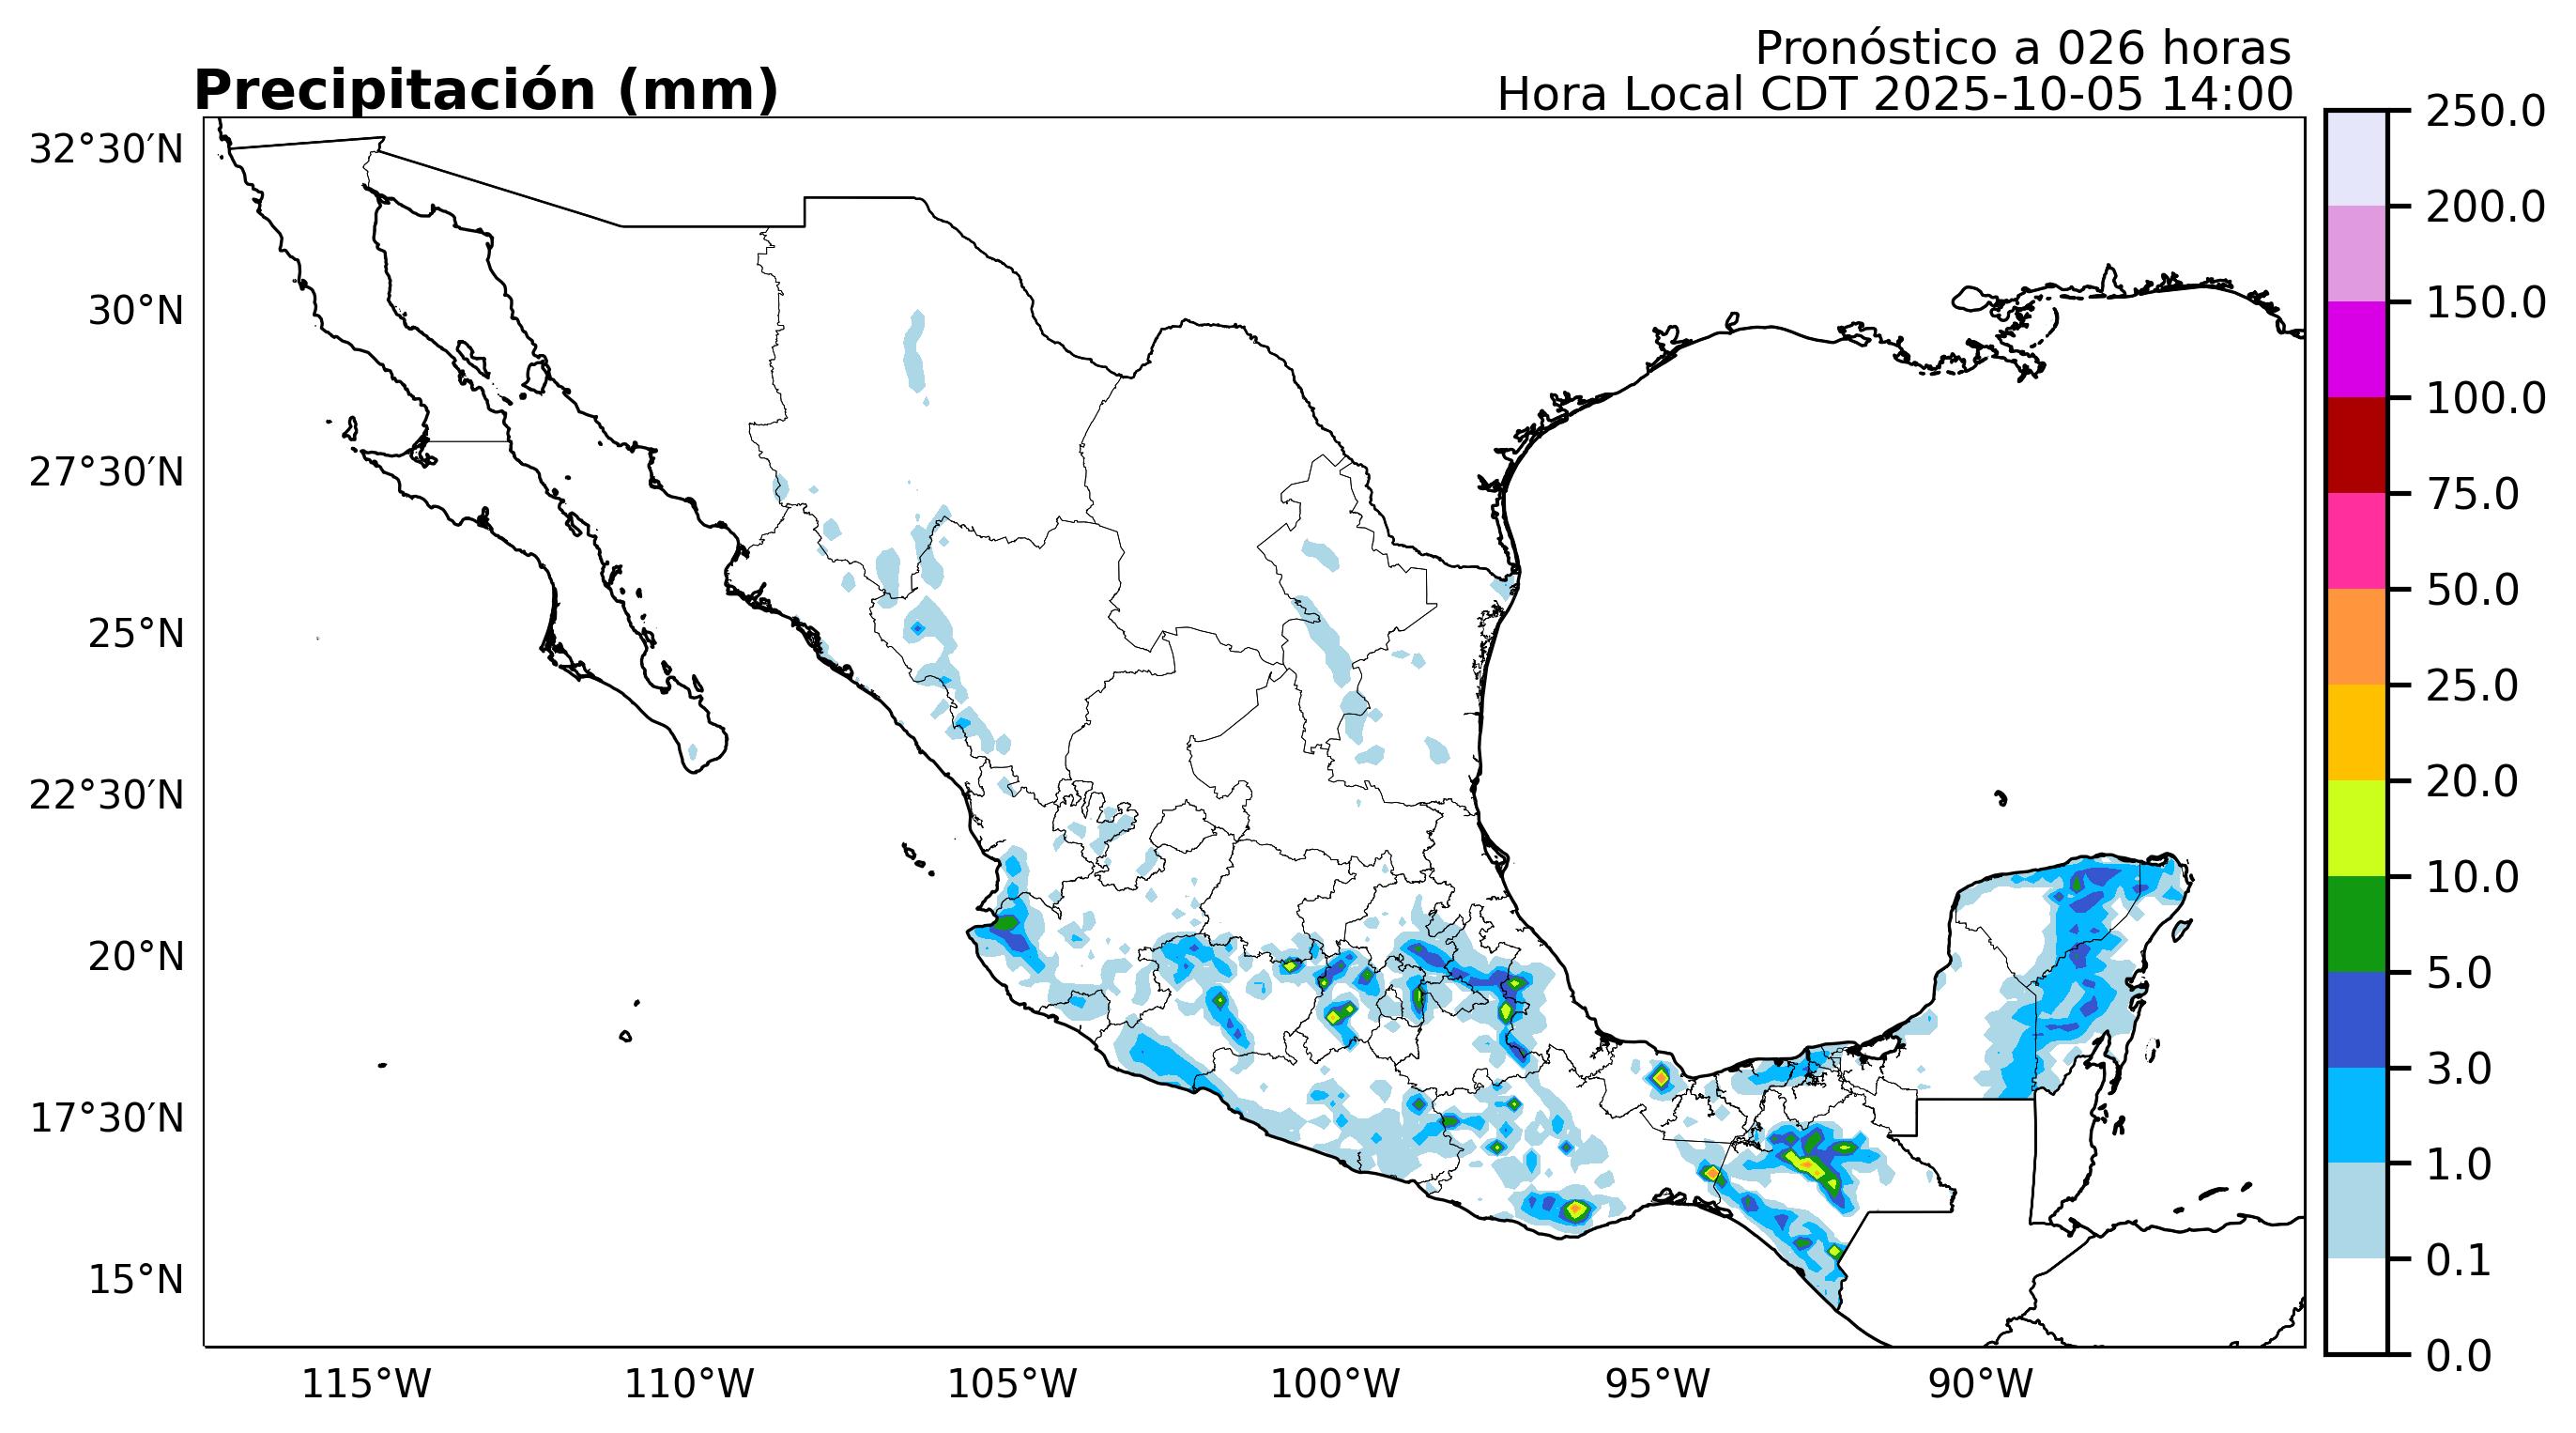 Pronóstico a 026 horas
Precipitación (mm)
Hora Local CDT 2025-10-05 14:00
32°30′N
30°N
27°30′N
25°N
22°30′N
20°N
17°30′N
15°N
115°W
110°W
105°W
100°W
95°W
90°W
250.0
200.0
150.0
100.0
75.0
50.0
25.0
20.0
10.0
5.0
3.0
1.0
0.1
0.0